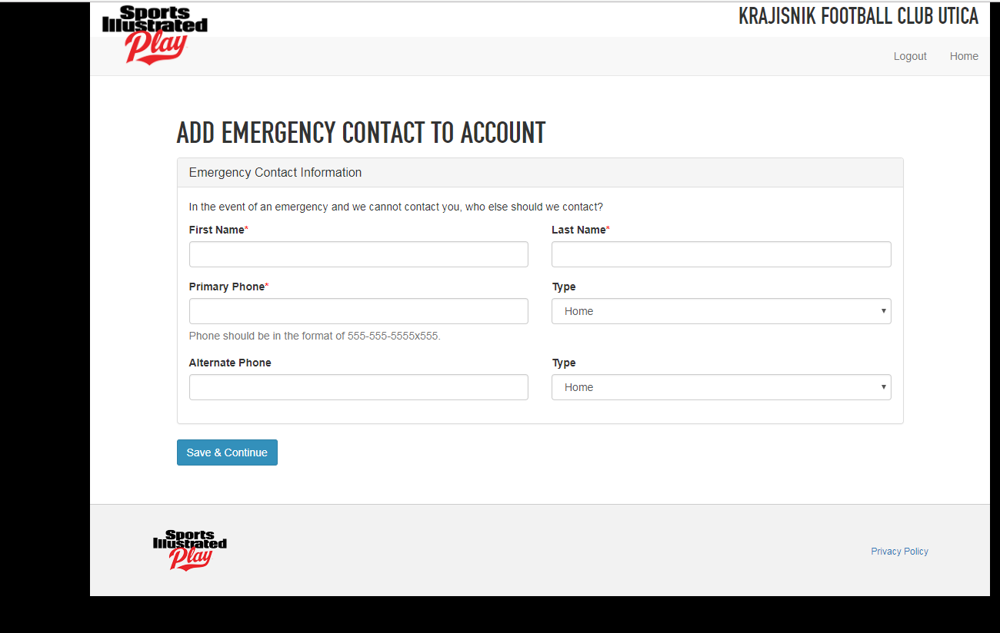 Sports
Illustrated
Play
KRAJISNIK FOOTBALL CLUB UTICA
Logout Home
ADD EMERGENCY CONTACT TO ACCOUNT
Emergency Contact Information
In the event of an emergency and we cannot contact you, who else should we contact?
First Name* Last Name*
Primary Phone* Type
Home
Phone should be in the format of 555-555-5555x555.
Alternate Phone Type
Home
Save & Continue
Sports
Illustrated
Play
Privacy Policy